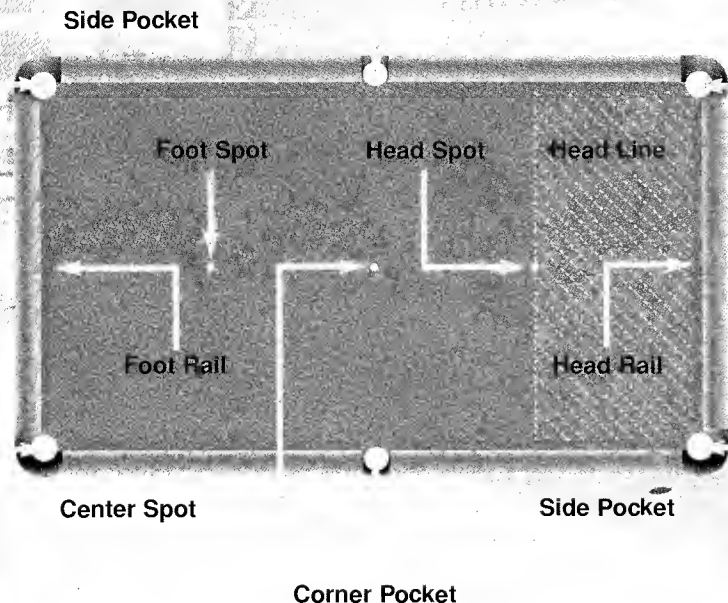 Side Pocket
Foot Spot
Head Spot
Head Line
Foot Rail
Head Rail
Center Spot
Side Pocket
Corner Pocket